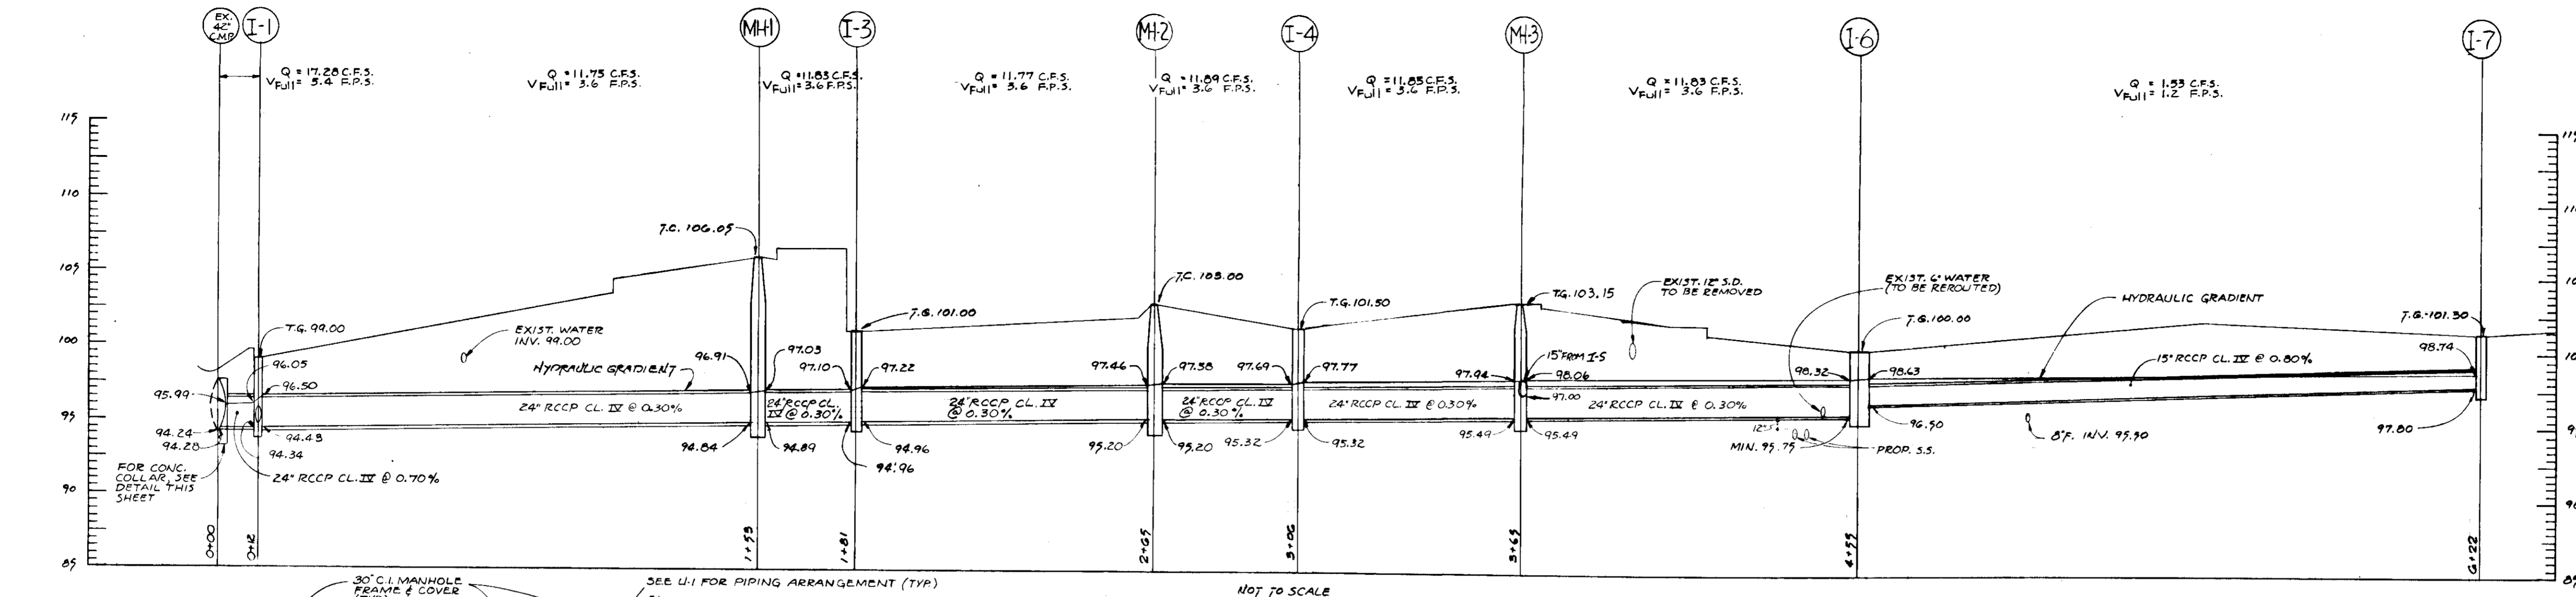 EX.
42"
C.M.P.
I-1
MH-1
I-3
MH-2
I-4
MH-3
I-6
I-7
Q = 17.28 C.F.S.
VFull = 5.4 F.P.S.
Q = 11.75 C.F.S.
VFull = 3.6 F.P.S.
Q = 11.83 C.F.S.
VFull = 3.6 F.P.S.
Q = 11.77 C.F.S.
VFull = 3.6 F.P.S.
Q = 11.89 C.F.S.
VFull = 3.6 F.P.S.
Q = 11.85 C.F.S.
VFull = 3.6 F.P.S.
Q = 11.83 C.F.S.
VFull = 3.6 F.P.S.
Q = 1.53 C.F.S.
VFull = 1.2 F.P.S.
115
110
105
100
95
90
85
T.C. 106.05
T.C. 103.00
T.G. 99.00
T.G. 101.00
T.G. 101.50
T.G. 103.15
T.G. 100.00
T.G. 101.30
EXIST. WATER
INV. 99.00
EXIST. 12" S.D.
TO BE REMOVED
EXIST. 6" WATER
(TO BE REROUTED)
HYDRAULIC GRADIENT
HYDRAULIC GRADIENT
96.05
96.50
95.99
94.24
94.28
94.34
94.43
96.91
97.03
97.10
97.22
97.46
97.58
97.69
97.77
97.94
15" FROM I-5
98.06
97.00
98.32
98.63
98.74
24" RCCP CL. IV @ 0.30%
24" RCCP CL.
IV @ 0.30%
24" RCCP CL. IV
@ 0.30%
24" RCCP CL. IV
@ 0.30%
24" RCCP CL. IV @ 0.30%
24" RCCP CL. IV @ 0.30%
15" RCCP CL. IV @ 0.80%
94.84
94.89
94.96
94.96
95.20
95.20
95.32
95.32
95.49
95.49
12"
MIN. 95.75
PROP. S.S.
96.50
8"F. INV. 95.50
97.80
FOR CONC.
COLLAR, SEE
DETAIL THIS
SHEET
24" RCCP CL. IV @ 0.70%
0+00
0+12
1+53
1+81
2+65
3+06
3+65
4+55
6+22
30" C.I. MANHOLE
FRAME & COVER
SEE U-1 FOR PIPING ARRANGEMENT (TYP.)
NOT TO SCALE